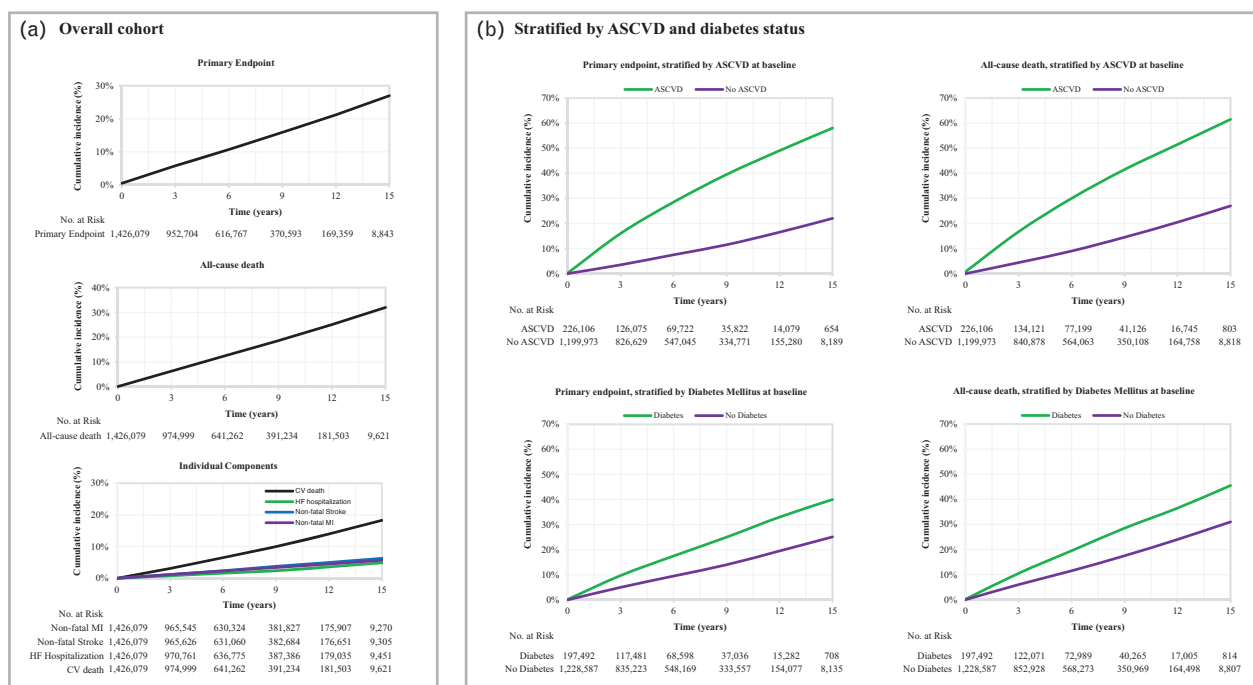 (a) Overall cohort
Primary Endpoint
Cumulative incidence (%)
30%
20%
10%
0%
0 3 6 9 12 15
Time (years)
No. at Risk
Primary Endpoint 1,426,079 952,704 616,767 370,593 169,359 8,843
All-cause death
Cumulative incidence (%)
40%
30%
20%
10%
0%
0 3 6 9 12 15
Time (years)
No. at Risk
All-cause death 1,426,079 974,999 641,262 391,234 181,503 9,621
Individual Components
Cumulative incidence (%)
30%
20%
10%
0%
CV death
HF hospitalization
Non-fatal Stroke
Non-fatal MI
0 3 6 9 12 15
Time (years)
No. at Risk
Non-fatal MI 1,426,079 965,545 630,324 381,827 175,907 9,270
Non-fatal Stroke 1,426,079 965,626 631,060 382,684 176,651 9,305
HF Hospitalization 1,426,079 970,761 636,775 387,386 179,035 9,451
CV death 1,426,079 974,999 641,262 391,234 181,503 9,621
(b) Stratified by ASCVD and diabetes status
Primary endpoint, stratified by ASCVD at baseline
ASCVD No ASCVD
Cumulative incidence (%)
70%
60%
50%
40%
30%
20%
10%
0%
0 3 6 9 12 15
Time (years)
No. at Risk
ASCVD 226,106 126,075 69,722 35,822 14,079 654
No ASCVD 1,199,973 826,629 547,045 334,771 155,280 8,189
All-cause death, stratified by ASCVD at baseline
ASCVD No ASCVD
Cumulative incidence (%)
70%
60%
50%
40%
30%
20%
10%
0%
0 3 6 9 12 15
Time (years)
No. at Risk
ASCVD 226,106 134,121 77,199 41,126 16,745 803
No ASCVD 1,199,973 840,878 564,063 350,108 164,758 8,818
Primary endpoint, stratified by Diabetes Mellitus at baseline
Diabetes No Diabetes
Cumulative incidence (%)
70%
60%
50%
40%
30%
20%
10%
0%
0 3 6 9 12 15
Time (years)
No. at Risk
Diabetes 197,492 117,481 68,598 37,036 15,282 708
No Diabetes 1,228,587 835,223 548,169 333,557 154,077 8,135
All-cause death, stratified by Diabetes Mellitus at baseline
Diabetes No Diabetes
Cumulative incidence (%)
70%
60%
50%
40%
30%
20%
10%
0%
0 3 6 9 12 15
Time (years)
No. at Risk
Diabetes 197,492 122,071 72,989 40,265 17,005 814
No Diabetes 1,228,587 852,928 568,273 350,969 164,498 8,807